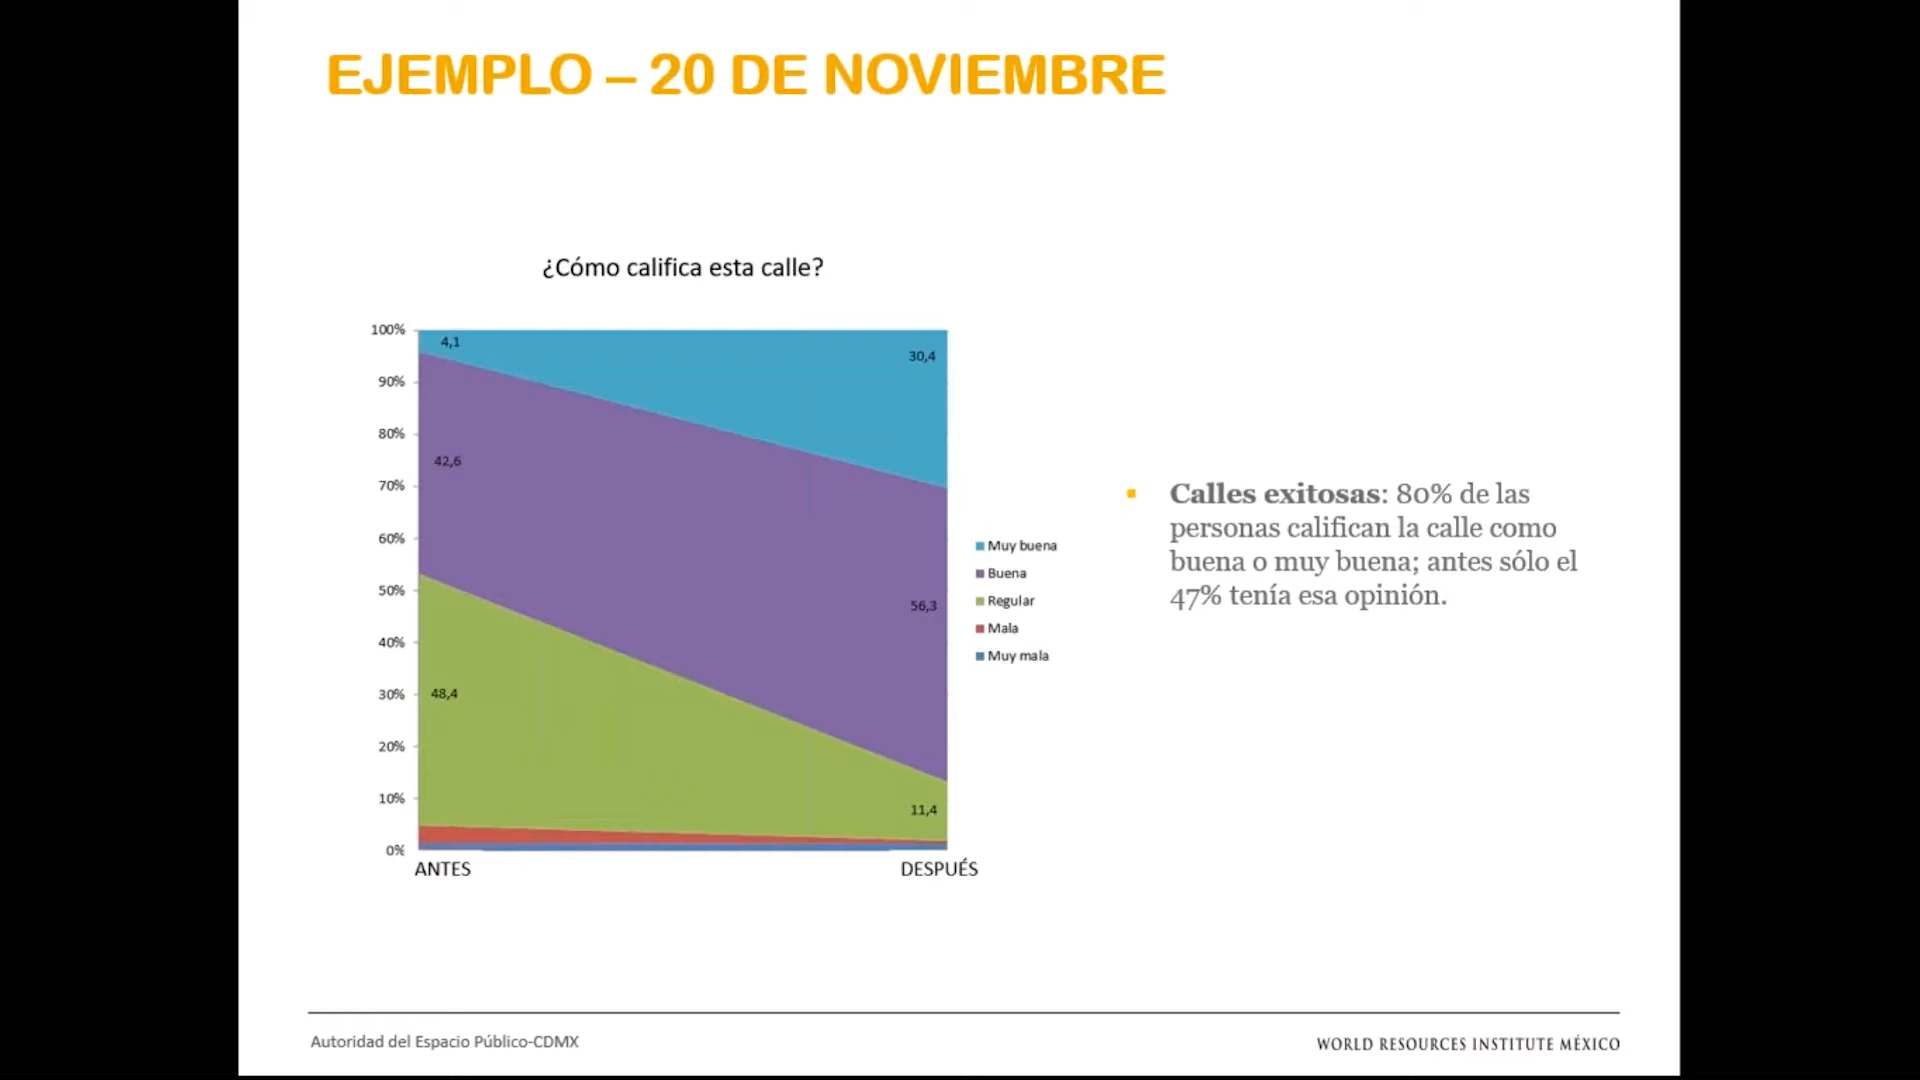 EJEMPLO – 20 DE NOVIEMBRE
¿Cómo califica esta calle?
100%
90%
80%
70%
60%
50%
40%
30%
20%
10%
0%
4,1
30,4
42,6
56,3
48,4
11,4
ANTES
DESPUÉS
Muy buena
Buena
Regular
Mala
Muy mala
Calles exitosas: 80% de las
personas califican la calle como
buena o muy buena; antes sólo el
47% tenía esa opinión.
Autoridad del Espacio Público-CDMX
WORLD RESOURCES INSTITUTE MÉXICO